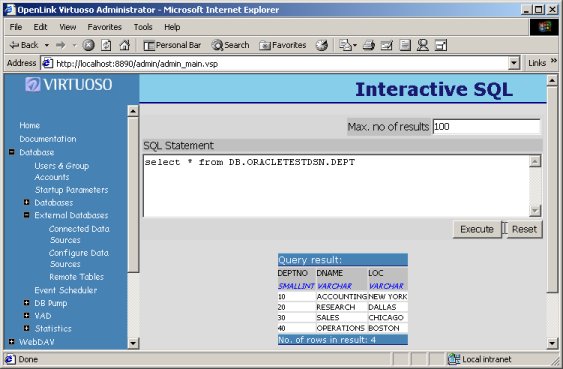 OpenLink Virtuoso Administrator - Microsoft Internet Explorer
File Edit View Favorites Tools Help
Back Personal Bar Search Favorites
Address http://localhost:8890/admin/admin_main.vsp Links »
VIRTUOSO
Interactive SQL
Home
Documentation
Database
Users & Group
Accounts
Startup Parameters
Databases
External Databases
Connected Data
Sources
Configure Data
Sources
Remote Tables
Event Scheduler
DB Pump
VAD
Statistics
WebDAV
Max. no of results 100
SQL Statement
select * from DB.ORACLETESTDSN.DEPT
Execute Reset
Query result:
DEPTNO DNAME LOC
SMALLINT VARCHAR VARCHAR
10 ACCOUNTING NEW YORK
20 RESEARCH DALLAS
30 SALES CHICAGO
40 OPERATIONS BOSTON
No. of rows in result: 4
Done Local intranet